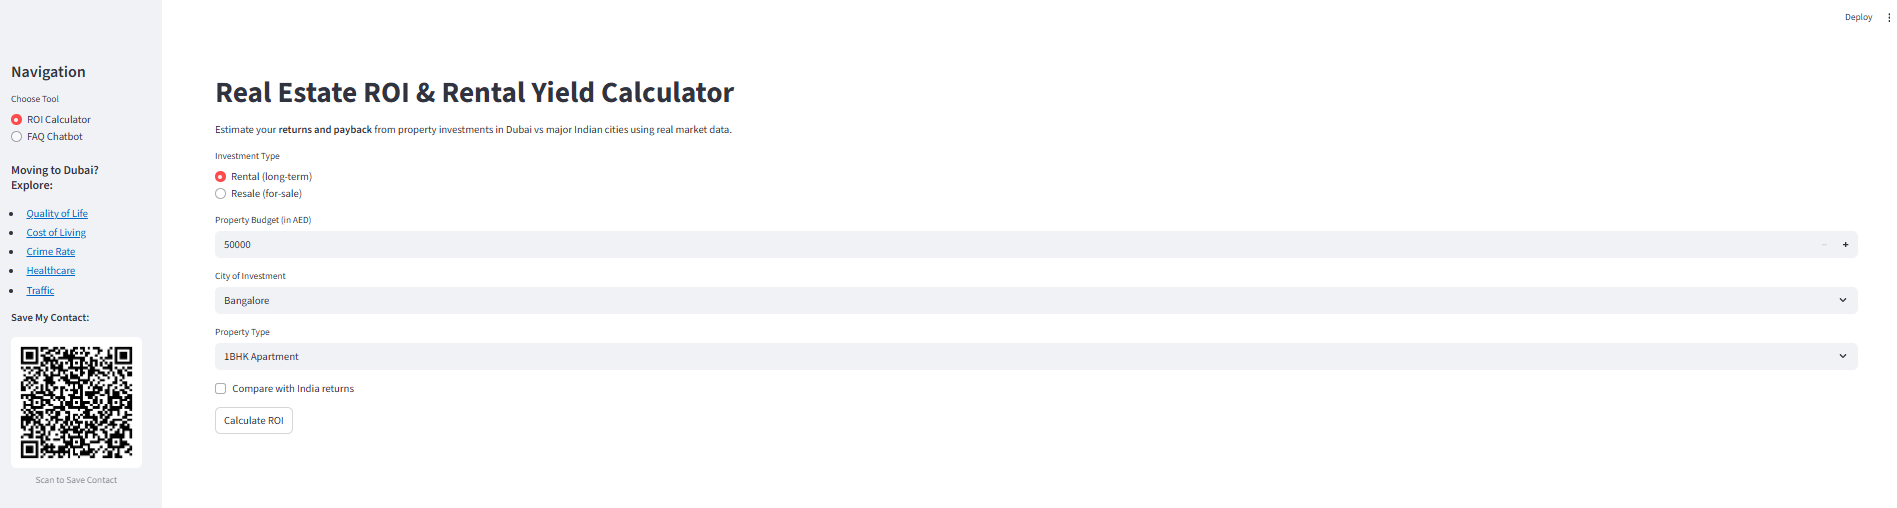 Deploy
Navigation
Choose Tool
ROI Calculator
FAQ Chatbot
Moving to Dubai?
Explore:
Quality of Life
Cost of Living
Crime Rate
Healthcare
Traffic
Save My Contact:
Scan to Save Contact
Real Estate ROI & Rental Yield Calculator
Estimate your returns and payback from property investments in Dubai vs major Indian cities using real market data.
Investment Type
Rental (long-term)
Resale (for-sale)
Property Budget (in AED)
50000
City of Investment
Bangalore
Property Type
1BHK Apartment
Compare with India returns
Calculate ROI